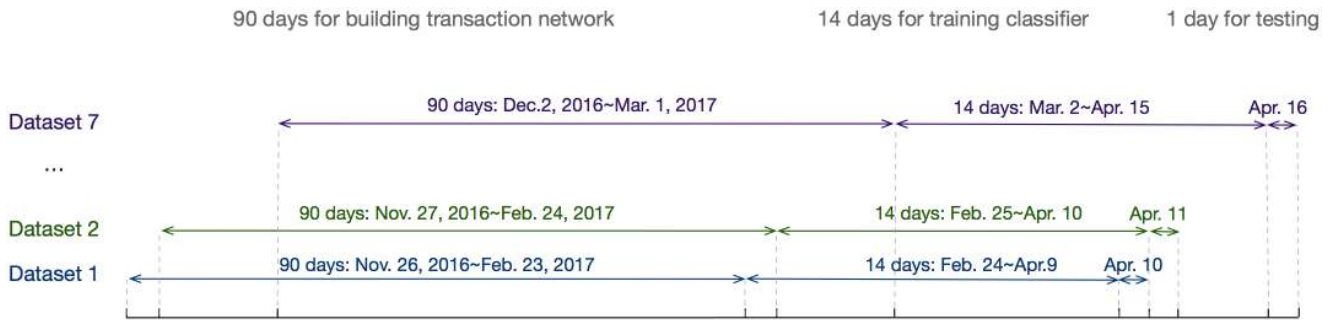 90 days for building transaction network 14 days for training classifier 1 day for testing
90 days: Dec.2, 2016~Mar. 1, 2017 14 days: Mar. 2~Apr. 15 Apr. 16
Dataset 7
...
90 days: Nov. 27, 2016~Feb. 24, 2017 14 days: Feb. 25~Apr. 10 Apr. 11
Dataset 2
90 days: Nov. 26, 2016~Feb. 23, 2017 14 days: Feb. 24~Apr.9 Apr. 10
Dataset 1